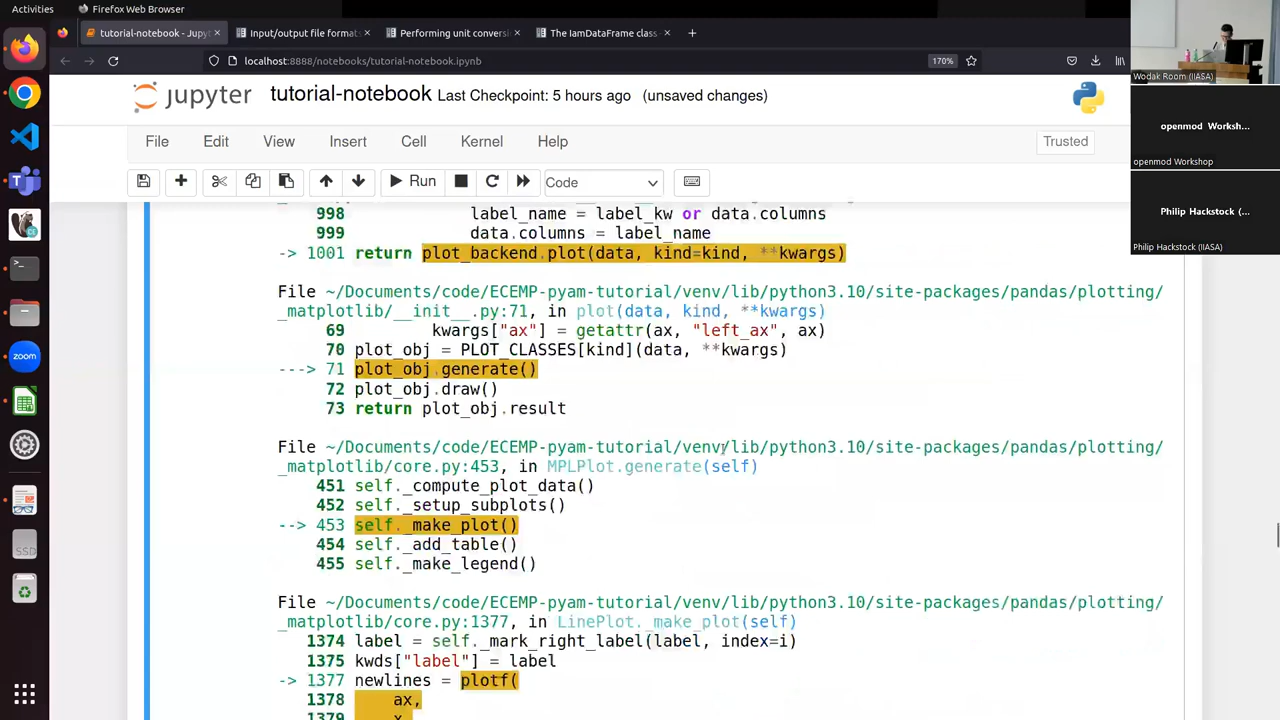 Activities
Firefox Web Browser
tutorial-notebook - Jupyt
Input/output file formats
Performing unit conversi
The IamDataFrame class
localhost:8888/notebooks/tutorial-notebook.ipynb
170%
jupyter
tutorial-notebook Last Checkpoint: 5 hours ago (unsaved changes)
File Edit View Insert Cell Kernel Help
Trusted
Run
Code
998 label_name = label_kw or data.columns
999 data.columns = label_name
-> 1001 return plot_backend.plot(data, kind=kind, **kwargs)
File ~/Documents/code/ECEMP-pyam-tutorial/venv/lib/python3.10/site-packages/pandas/plotting/
_matplotlib/__init__.py:71, in plot(data, kind, **kwargs)
69 kwargs["ax"] = getattr(ax, "left_ax", ax)
70 plot_obj = PLOT_CLASSES[kind](data, **kwargs)
---> 71 plot_obj.generate()
72 plot_obj.draw()
73 return plot_obj.result
File ~/Documents/code/ECEMP-pyam-tutorial/venv/lib/python3.10/site-packages/pandas/plotting/
_matplotlib/core.py:453, in MPLPlot.generate(self)
451 self._compute_plot_data()
452 self._setup_subplots()
--> 453 self._make_plot()
454 self._add_table()
455 self._make_legend()
File ~/Documents/code/ECEMP-pyam-tutorial/venv/lib/python3.10/site-packages/pandas/plotting/
_matplotlib/core.py:1377, in LinePlot._make_plot(self)
1374 label = self._mark_right_label(label, index=i)
1375 kwds["label"] = label
-> 1377 newlines = plotf(
1378 ax,
1379 x,
Wodak Room (IIASA)
openmod Worksh...
openmod Workshop
Philip Hackstock (...
Philip Hackstock (IIASA)
zoom
SSD